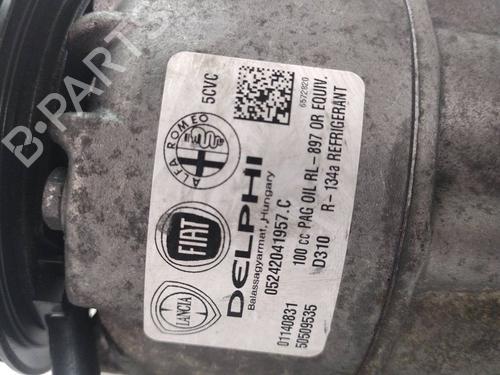 B-PARTS
5CVC
6572820
ALFA ROMEO
FIAT
LANCIA
DELPHI
Balassagyarmat, Hungary
05242041957.C
100 cc PAG OIL RL-897 OR EQUIV.
D310 R-134a REFRIGERANT
01140831
50509535